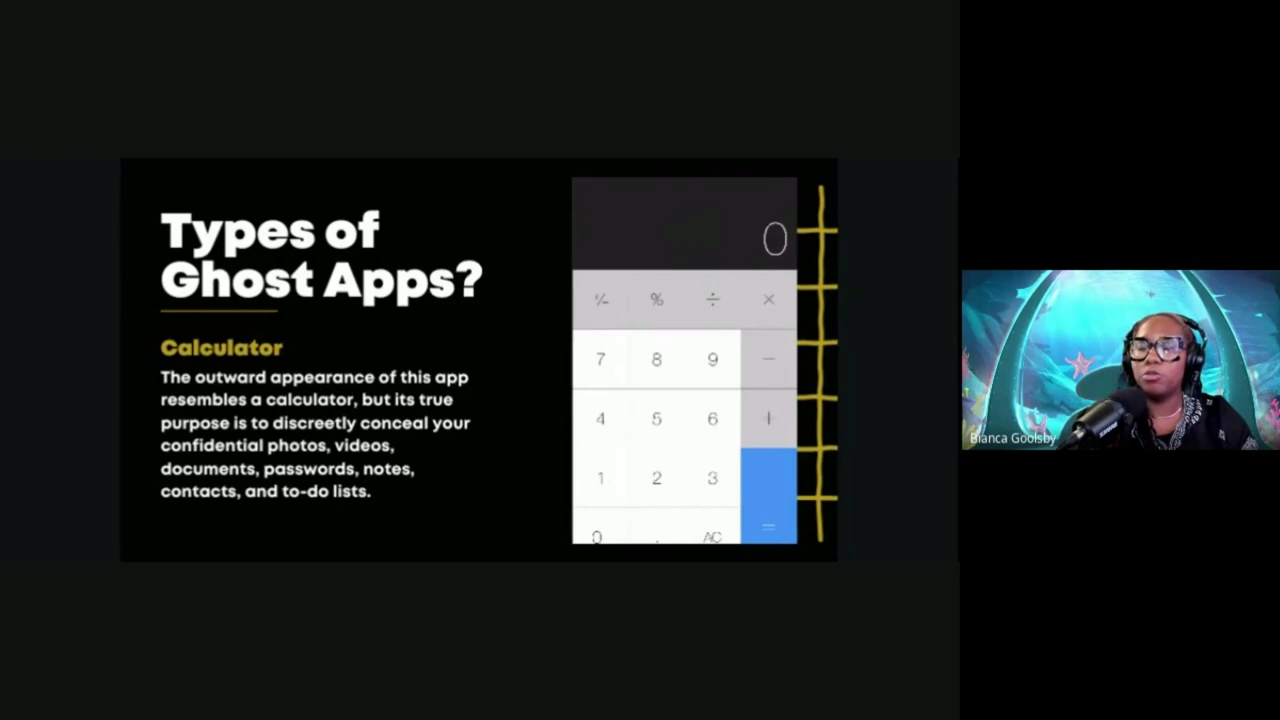 Types of
Ghost Apps?
Calculator
The outward appearance of this app
resembles a calculator, but its true
purpose is to discreetly conceal your
confidential photos, videos,
documents, passwords, notes,
contacts, and to-do lists.
0
+/- % ÷ ×
7 8 9 −
4 5 6 +
1 2 3
0 . AC =
Bianca Goolsby